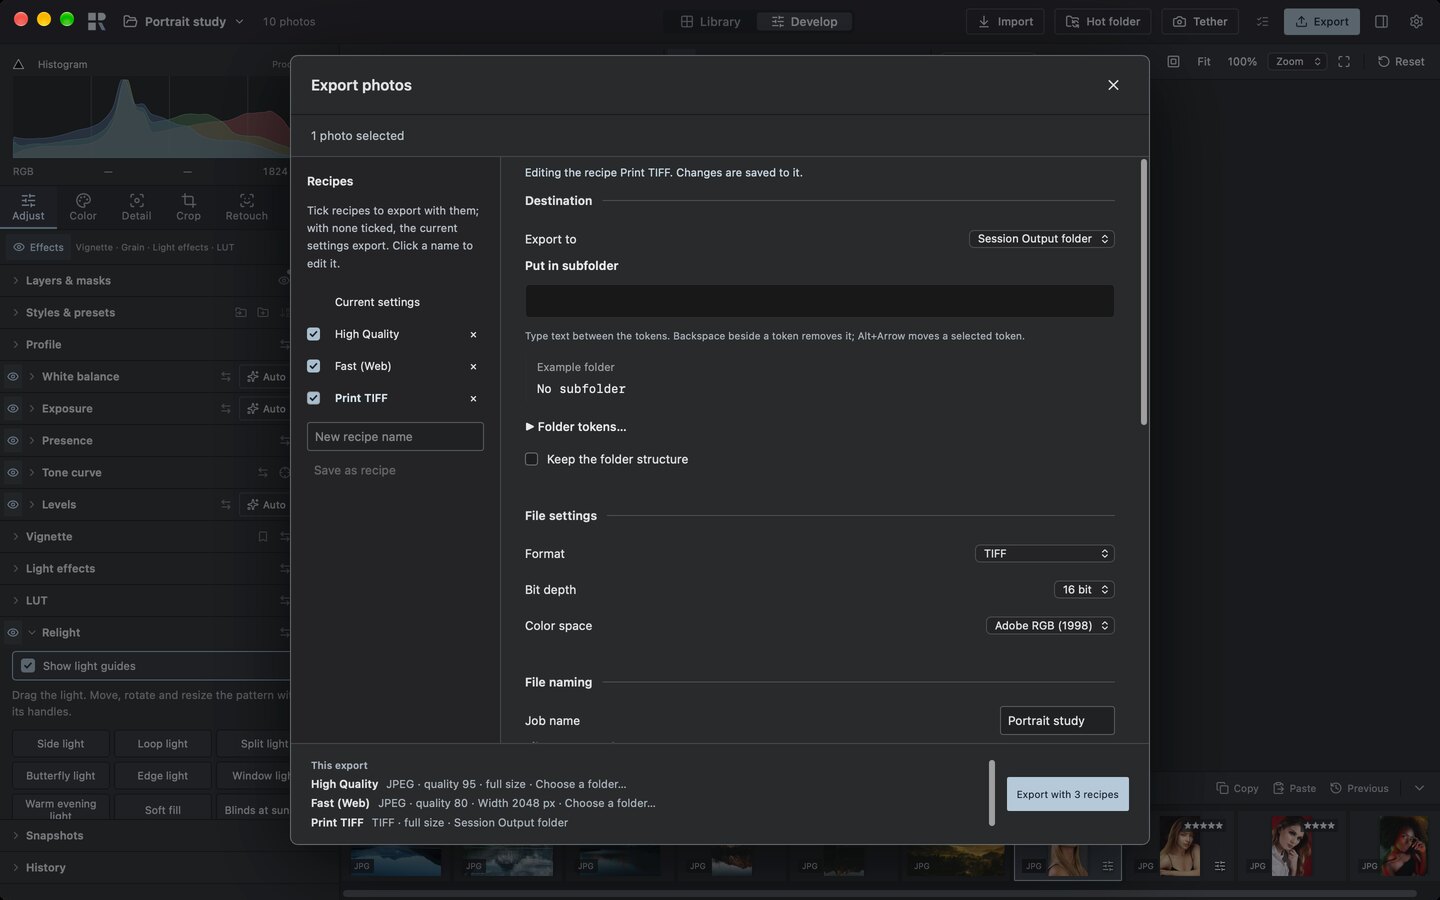 Portrait study
10 photos
Library
Develop
Import
Hot folder
Tether
Export
Histogram
Fit
100%
Zoom
Reset
RGB
—
—
1824
Adjust
Color
Detail
Crop
Retouch
Effects
Vignette · Grain · Light effects · LUT
Layers & masks
Styles & presets
Profile
White balance
Auto
Exposure
Auto
Presence
Tone curve
Levels
Auto
Vignette
Light effects
LUT
Relight
Show light guides
Drag the light. Move, rotate and resize the pattern
its handles.
Side light
Loop light
Split light
Butterfly light
Edge light
Window
Warm evening
light
Soft fill
Blinds at
Snapshots
History
Export photos
1 photo selected
Recipes
Tick recipes to export with them;
with none ticked, the current
settings export. Click a name to
edit it.
Current settings
High Quality
Fast (Web)
Print TIFF
New recipe name
Save as recipe
Editing the recipe Print TIFF. Changes are saved to it.
Destination
Export to
Session Output folder
Put in subfolder
Type text between the tokens. Backspace beside a token removes it; Alt+Arrow moves a selected token.
Example folder
No subfolder
Folder tokens...
Keep the folder structure
File settings
Format
TIFF
Bit depth
16 bit
Color space
Adobe RGB (1998)
File naming
Job name
Portrait study
This export
High Quality JPEG · quality 95 · full size · Choose a folder...
Fast (Web) JPEG · quality 80 · Width 2048 px · Choose a folder...
Print TIFF TIFF · full size · Session Output folder
Export with 3 recipes
Copy
Paste
Previous
JPG
JPG
JPG
JPG
JPG
JPG
JPG
JPG
JPG
JPG